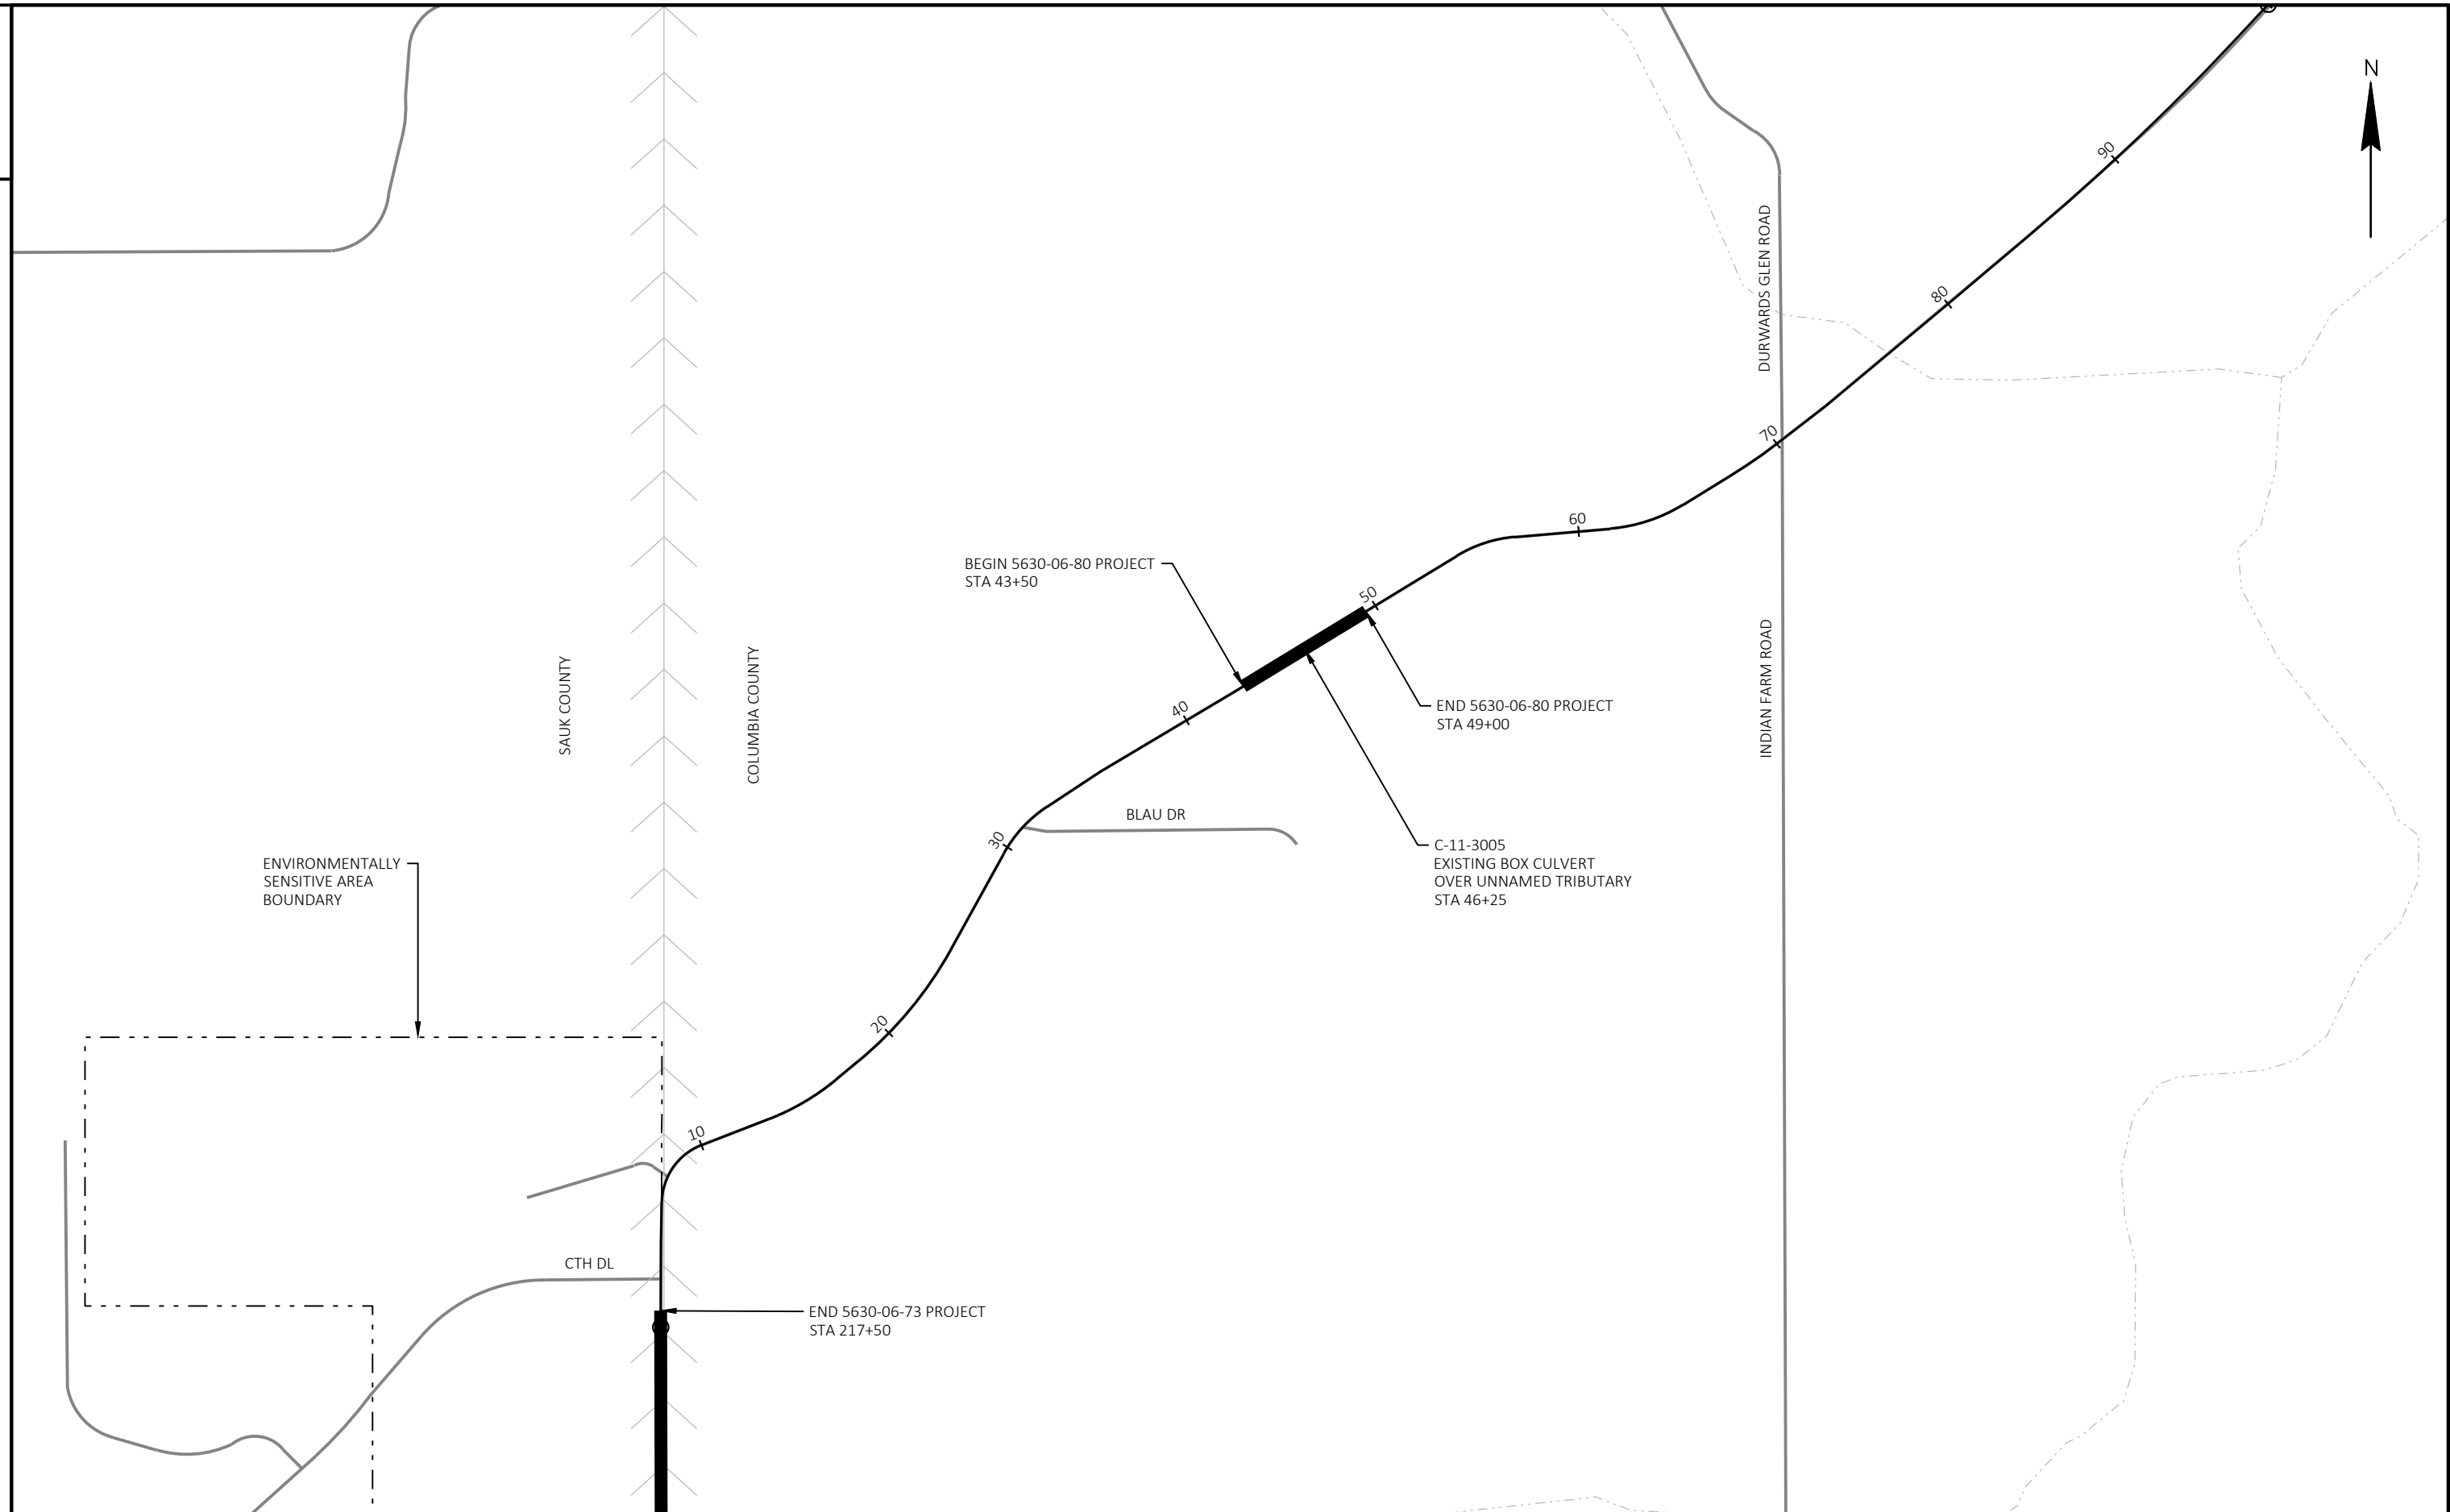 N
90
DURWARDS GLEN ROAD
80
70
60
BEGIN 5630-06-80 PROJECT
STA 43+50
50
INDIAN FARM ROAD
SAUK COUNTY
COLUMBIA COUNTY
40
END 5630-06-80 PROJECT
STA 49+00
BLAU DR
30
C-11-3005
EXISTING BOX CULVERT
OVER UNNAMED TRIBUTARY
STA 46+25
ENVIRONMENTALLY
SENSITIVE AREA
BOUNDARY
20
10
CTH DL
END 5630-06-73 PROJECT
STA 217+50